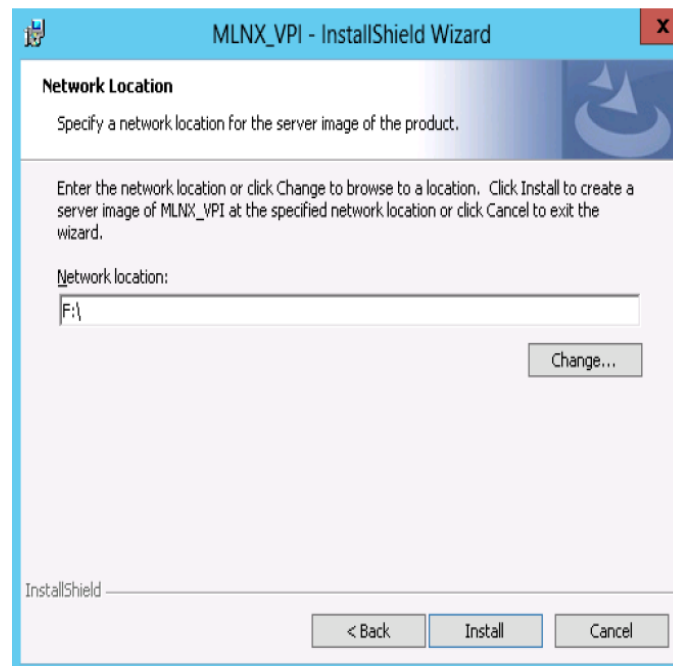 MLNX_VPI - InstallShield Wizard
x
Network Location
Specify a network location for the server image of the product.
Enter the network location or click Change to browse to a location. Click Install to create a
server image of MLNX_VPI at the specified network location or click Cancel to exit the
wizard.
Network location:
F:\
Change...
InstallShield
< Back
Install
Cancel